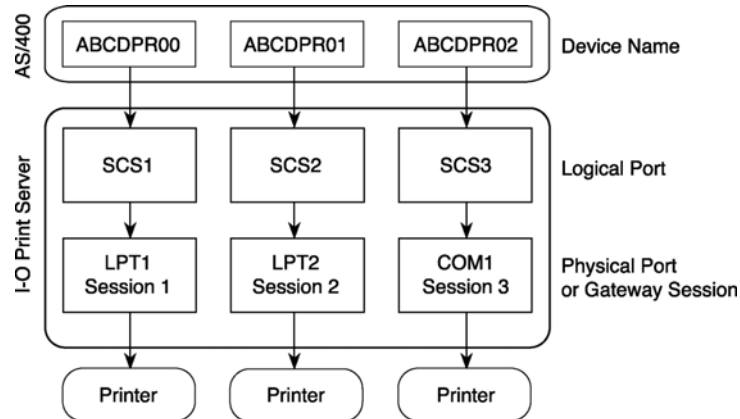 AS/400
ABCDPR00
ABCDPR01
ABCDPR02
Device Name
I-O Print Server
SCS1
SCS2
SCS3
Logical Port
LPT1
Session 1
LPT2
Session 2
COM1
Session 3
Physical Port
or Gateway Session
Printer
Printer
Printer